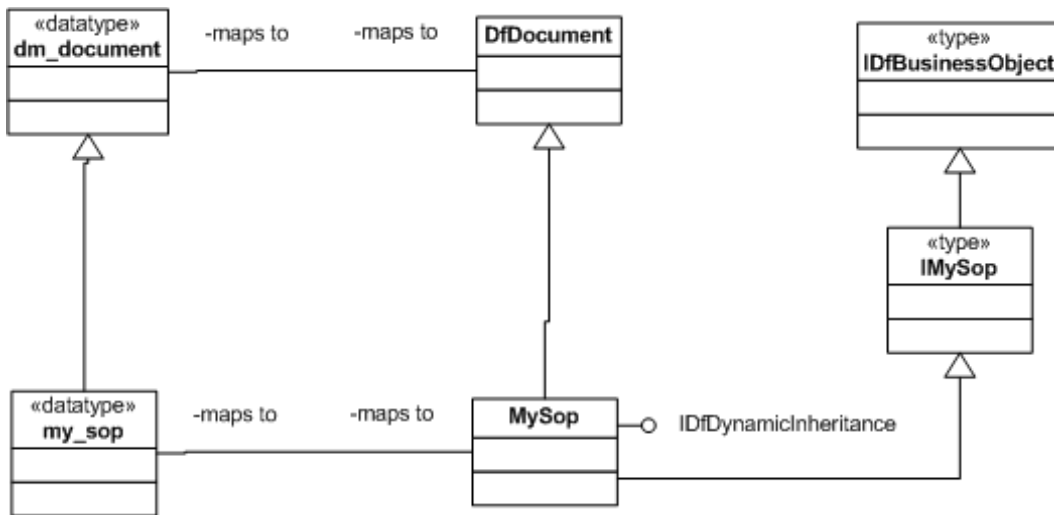 «datatype»
dm_document
-maps to
-maps to
DfDocument
«type»
IDfBusinessObject
«type»
IMySop
«datatype»
my_sop
-maps to
-maps to
MySop
IDfDynamicInheritance